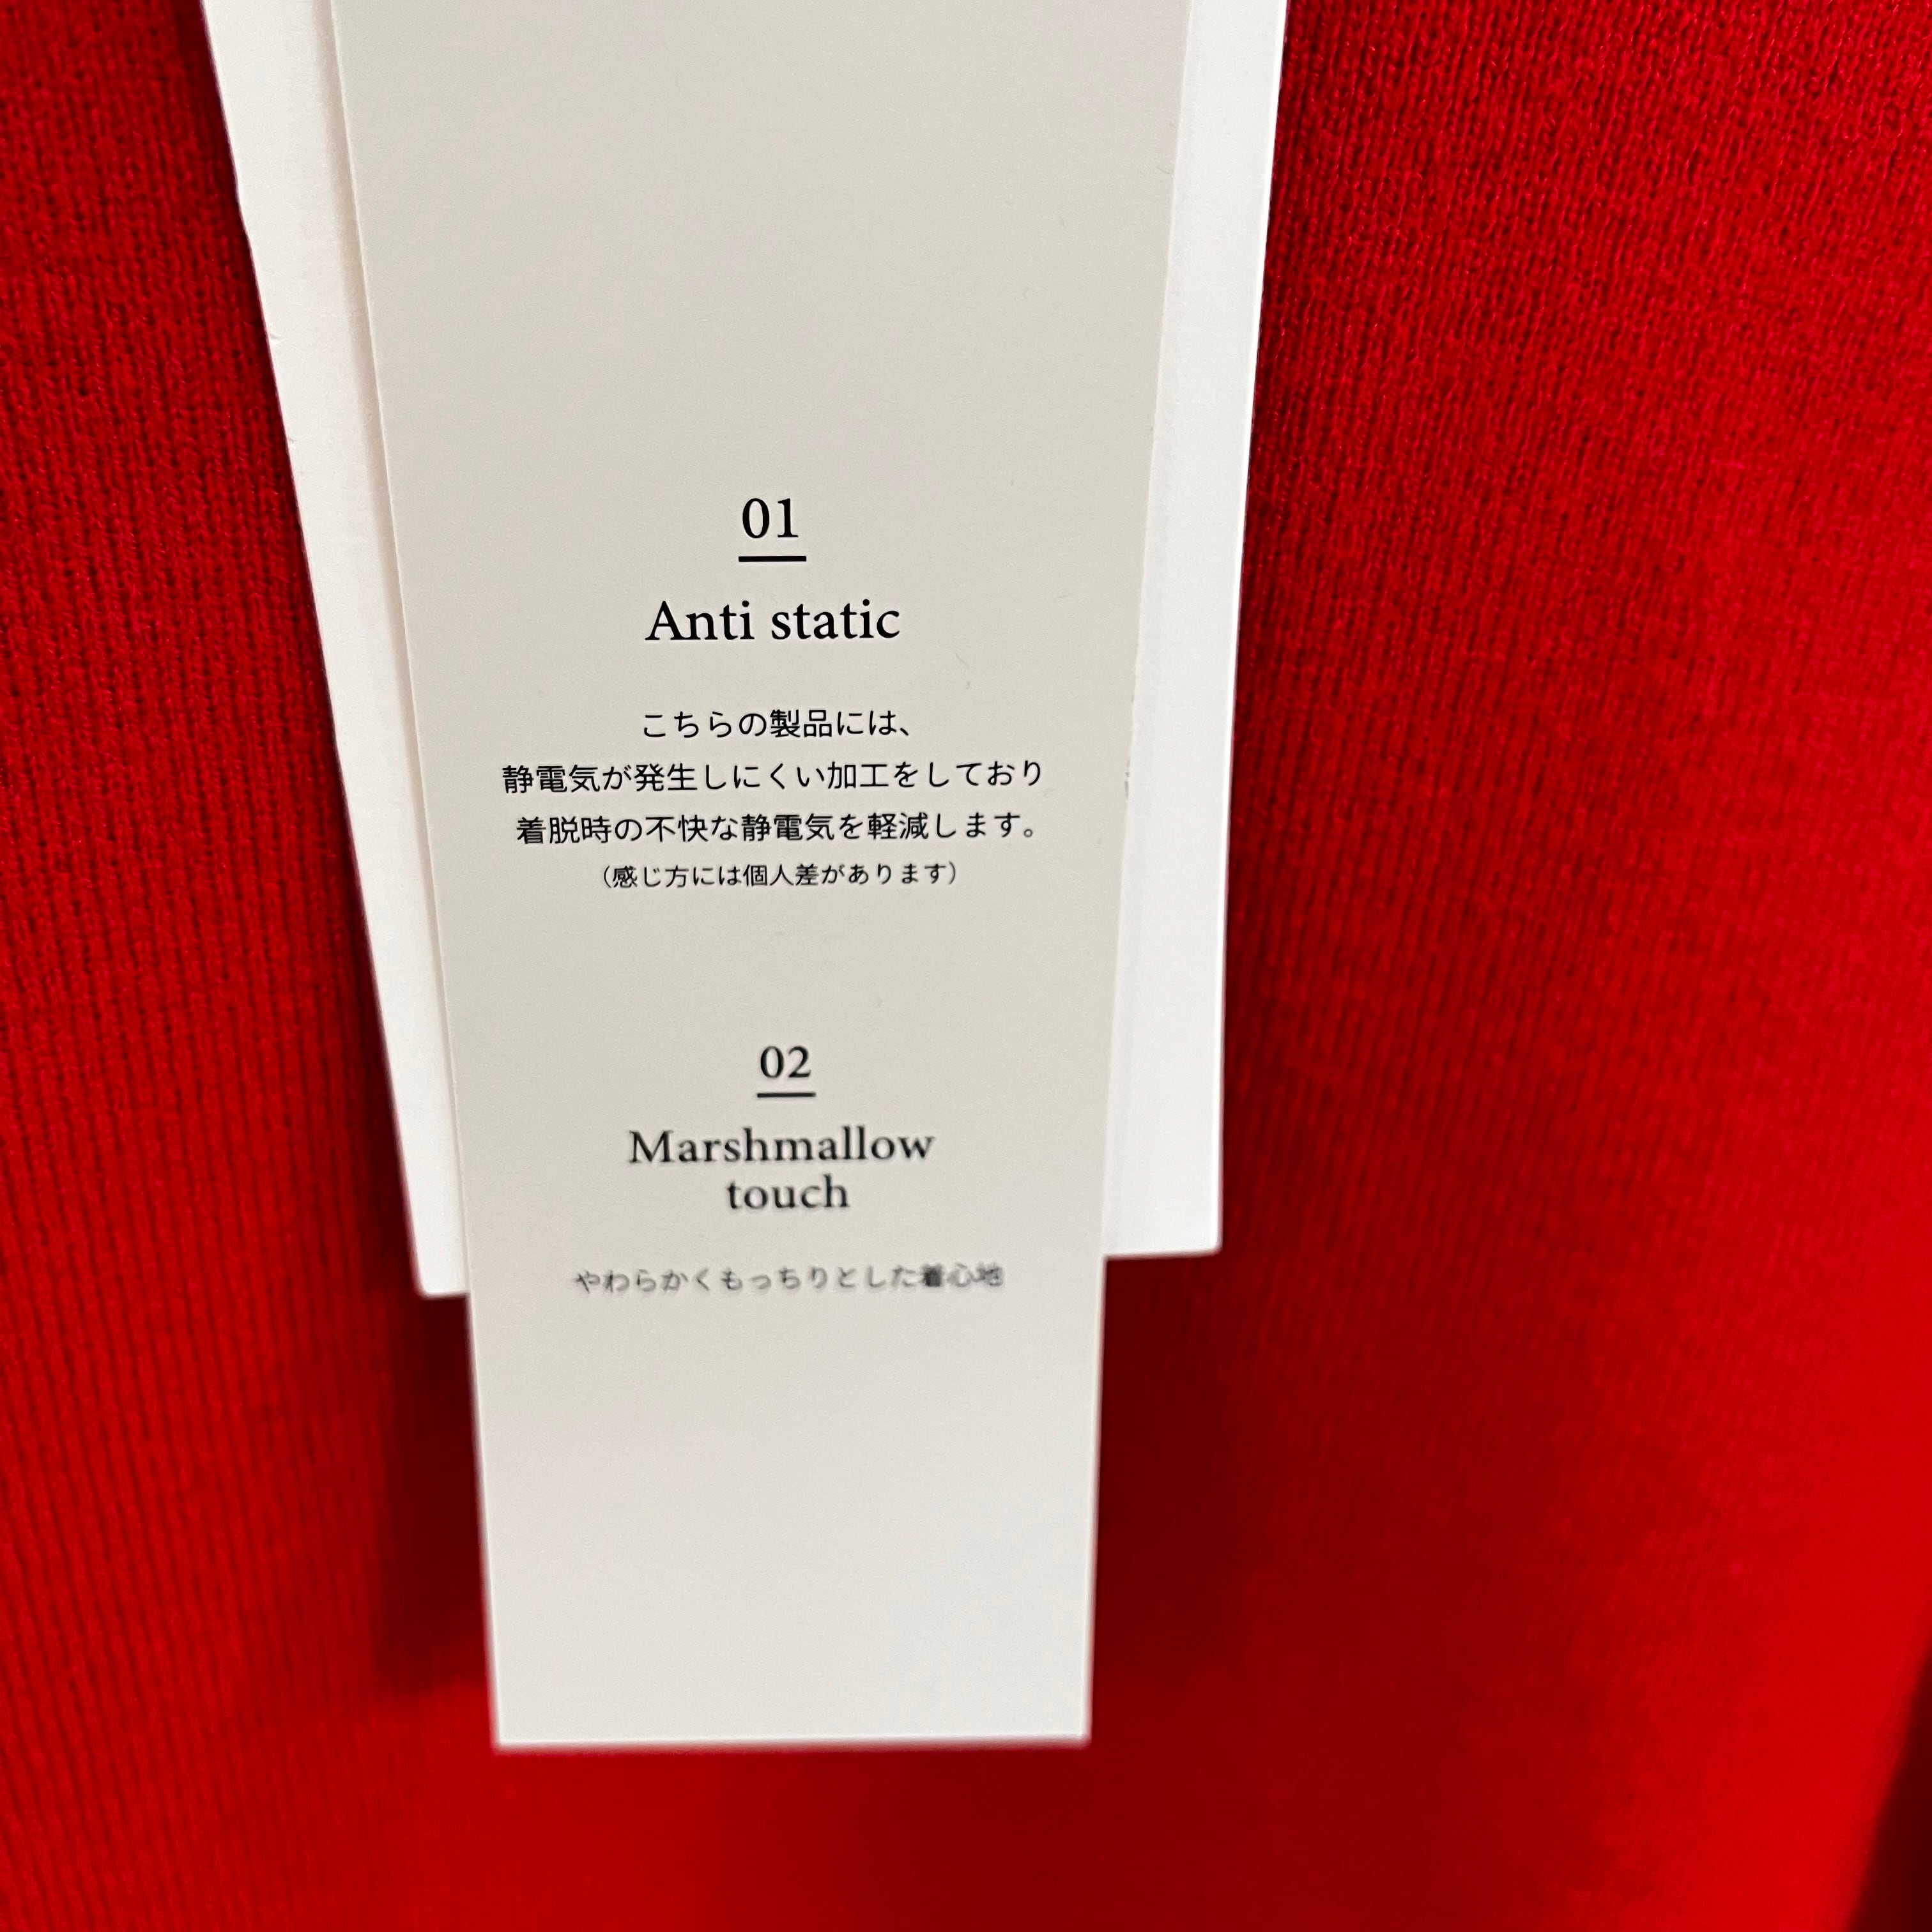 01
Anti static
こちらの製品には、
静電気が発生しにくい加工をしており
着脱時の不快な静電気を軽減します。
（感じ方には個人差があります）
02
Marshmallow
touch
やわらかくもっちりとした着心地